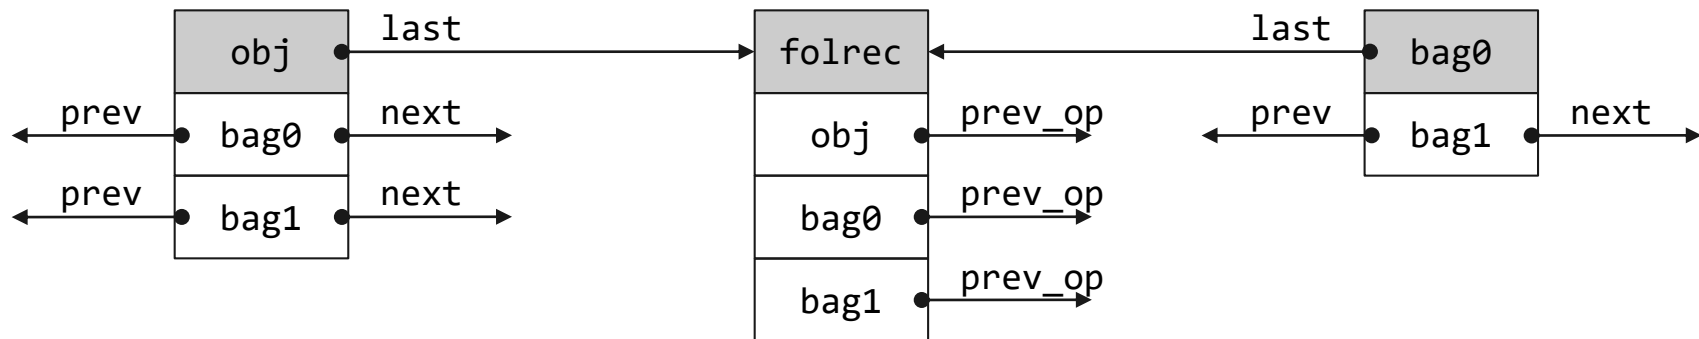 obj last folrec last bag0
prev bag0 next obj prev_op prev bag1 next
prev bag1 next bag0 prev_op
bag1 prev_op